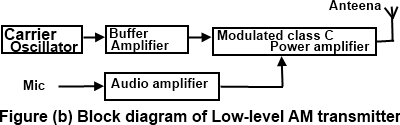 Anteena
Carrier
Oscillator
Buffer
Amplifier
Modulated class C
Power amplifier
Mic
Audio amplifier
Figure (b) Block diagram of Low-level AM transmitter